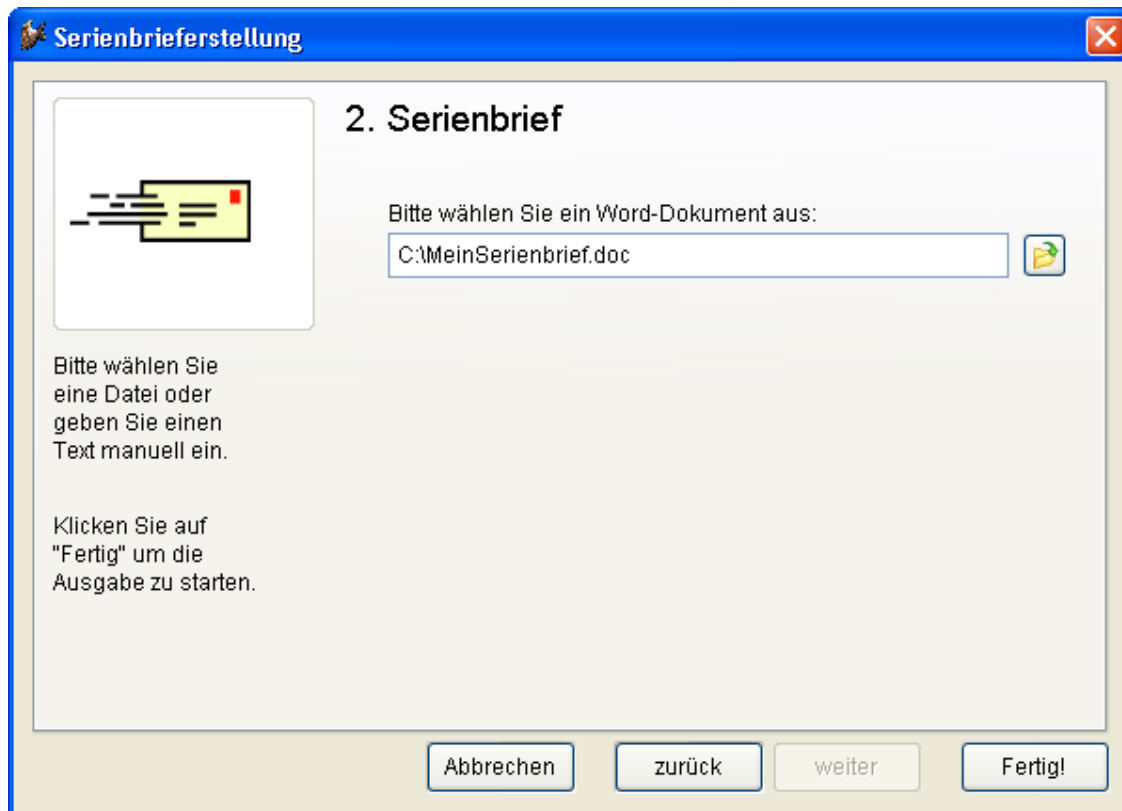 Serienbrieferstellung
2. Serienbrief
Bitte wählen Sie ein Word-Dokument aus:
C:\MeinSerienbrief.doc
Bitte wählen Sie
eine Datei oder
geben Sie einen
Text manuell ein.
Klicken Sie auf
"Fertig" um die
Ausgabe zu starten.
Abbrechen
zurück
weiter
Fertig!